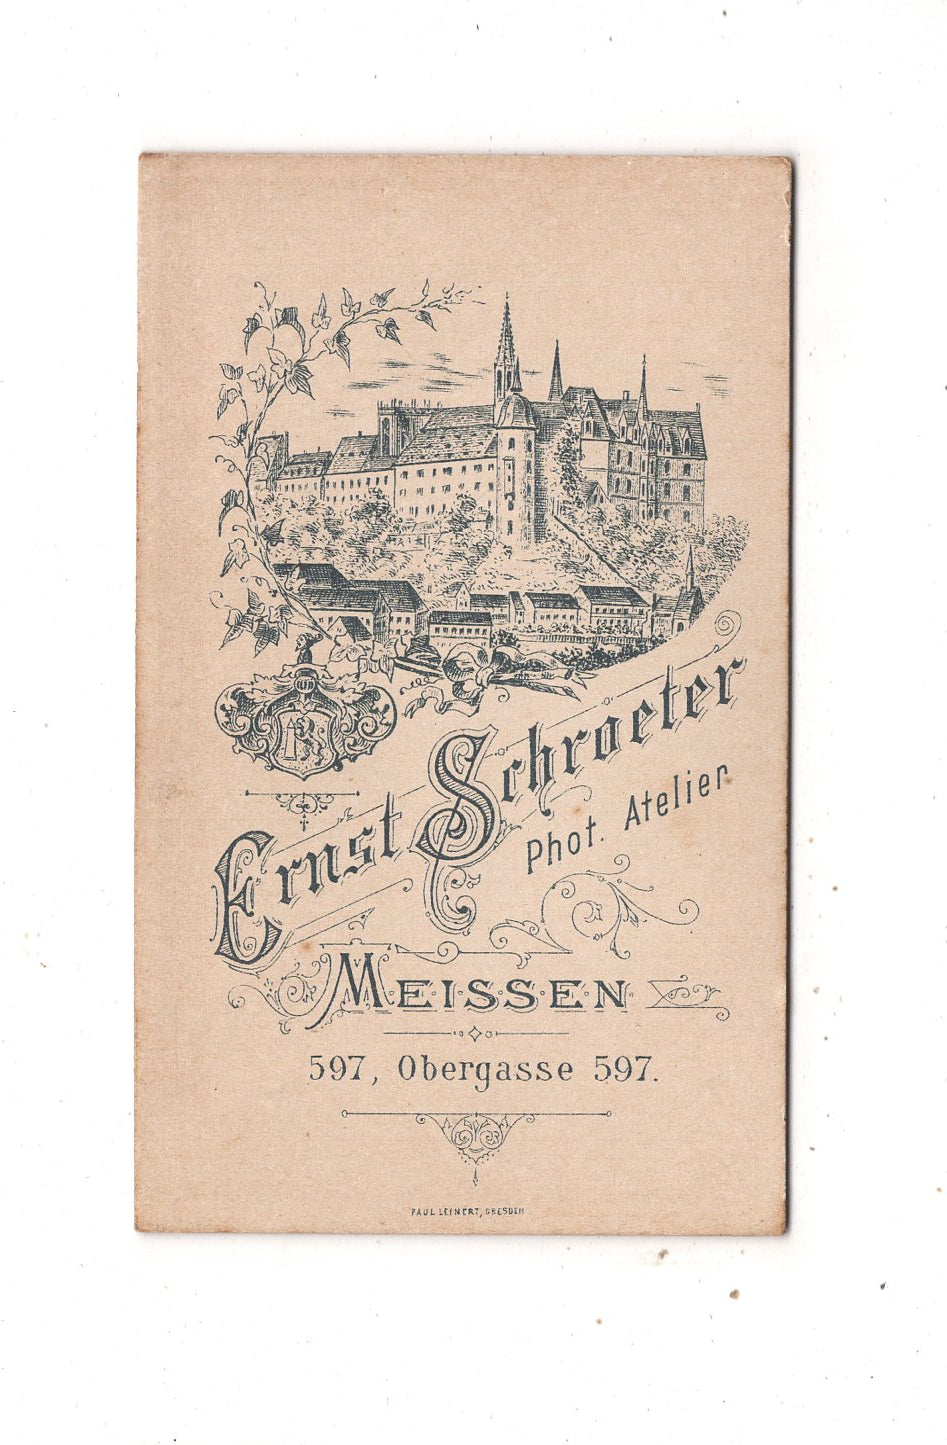 Ernst Schroeter
Phot. Atelier
MEISSEN
597, Obergasse 597.
PAUL LEINERT, DRESDEN